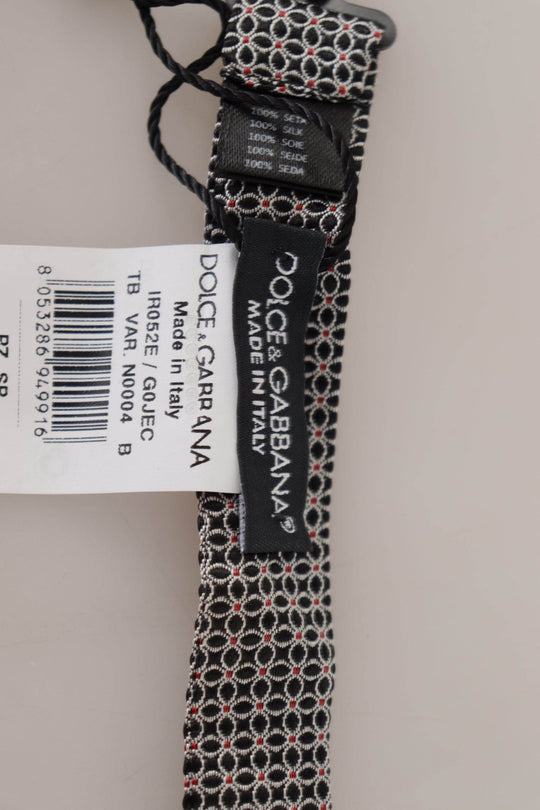 100% SETA
100% SILK
100% SOIE
100% SEIDE
100% SEDA
DOLCE & GABBANA
MADE IN ITALY
DOLCE & GABBANA
Made in Italy
IR052E / G0JEC
TB VAR. N0004 B
8 053286 949916